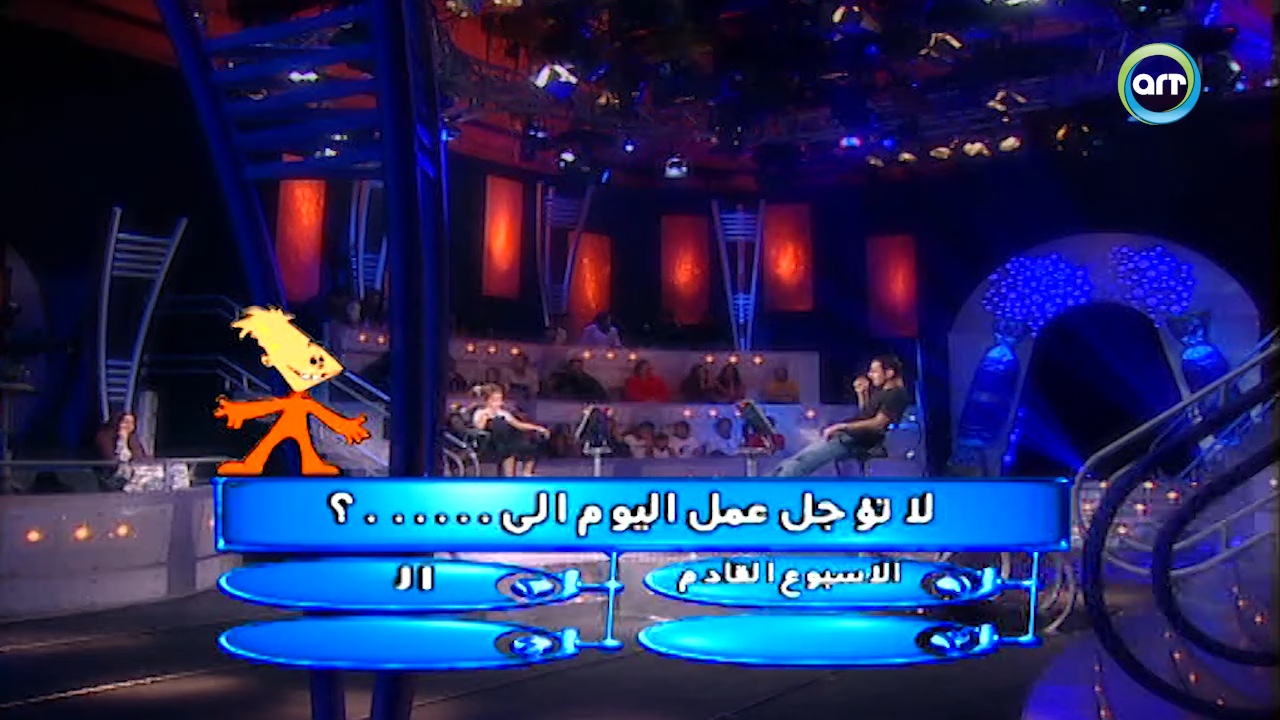 art
لا تؤجل عمل اليوم الى...... ؟
الاسبوع القادم
ال